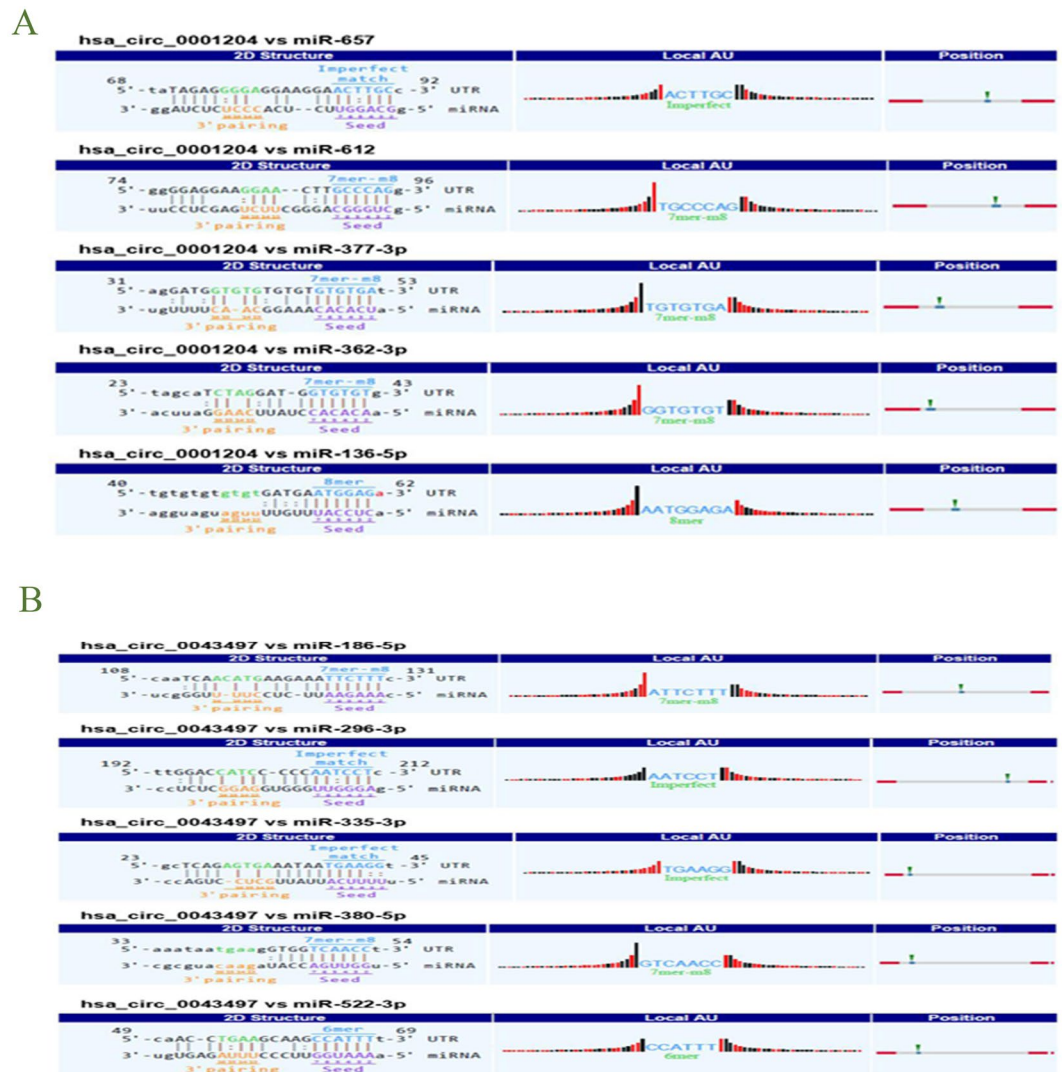 A
hsa_circ_0001204 vs miR-657
2D Structure Local AU Position
Imperfect
68 match 92
5'-taTAGAGGGGAGGAAGGAACTTGCc-3' UTR
3'-ggAUCUCUCCCACU--CUUGGACGg-5' miRNA
3'pairing Seed
ACTTGC
Imperfect
hsa_circ_0001204 vs miR-612
2D Structure Local AU Position
74 7mer-m8 96
5'-ggGGAGGAAGGAA--CTTGCCCAGg-3' UTR
3'-uuCCUCGAGUCUUCGGGACGGGUCg-5' miRNA
3'pairing Seed
TGCCCAG
7mer-m8
hsa_circ_0001204 vs miR-377-3p
2D Structure Local AU Position
31 7mer-m8 53
5'-agGATGGTGTGTGTGTGTGTGAt-3' UTR
3'-ugUUUUCA-ACGGAAACACACUa-5' miRNA
3'pairing Seed
TGTGTGA
7mer-m8
hsa_circ_0001204 vs miR-362-3p
2D Structure Local AU Position
23 7mer-m8 43
5'-tagcaTCTAGGAT-GGTGTGTg-3' UTR
3'-acuuaGGAACUUAUCCACACAa-5' miRNA
3'pairing Seed
GGTGTGT
7mer-m8
hsa_circ_0001204 vs miR-136-5p
2D Structure Local AU Position
40 8mer 62
5'-tgtgtgtgtgtGATGAATGGAGa-3' UTR
3'-agguaguaguuUUGUUUACCUCa-5' miRNA
3'pairing Seed
AATGGAGA
8mer
B
hsa_circ_0043497 vs miR-186-5p
2D Structure Local AU Position
108 7mer-m8 131
5'-caaTCAACATGAAGAAATTCTTTc-3' UTR
3'-ucgGGUU-UUCCUC-UUAAGAAAc-5' miRNA
3'pairing Seed
ATTCTTT
7mer-m8
hsa_circ_0043497 vs miR-296-3p
2D Structure Local AU Position
Imperfect
192 match 212
5'-ttGGACCATCC-CCCAATCCTc-3' UTR
3'-ccUCUCGGAGGUGGGUUGGGAg-5' miRNA
3'pairing Seed
AATCCT
Imperfect
hsa_circ_0043497 vs miR-335-3p
2D Structure Local AU Position
Imperfect
23 match 45
5'-gcTCAGAGTGAAATAATGAAGGt-3' UTR
3'-ccAGUC-CUCGUUAUUACUUUUu-5' miRNA
3'pairing Seed
TGAAGG
Imperfect
hsa_circ_0043497 vs miR-380-5p
2D Structure Local AU Position
33 7mer-m8 54
5'-aaataatgaagGTGGTCAACCt-3' UTR
3'-cgcguacaagaUACCAGUUGGu-5' miRNA
3'pairing Seed
GTCAACC
7mer-m8
hsa_circ_0043497 vs miR-522-3p
2D Structure Local AU Position
49 6mer 69
5'-caAC-CTGAAGCAAGCCATTTt-3' UTR
3'-ugUGAGAUUUCCCUUGGUAAAa-5' miRNA
3'pairing Seed
CCATTT
6mer